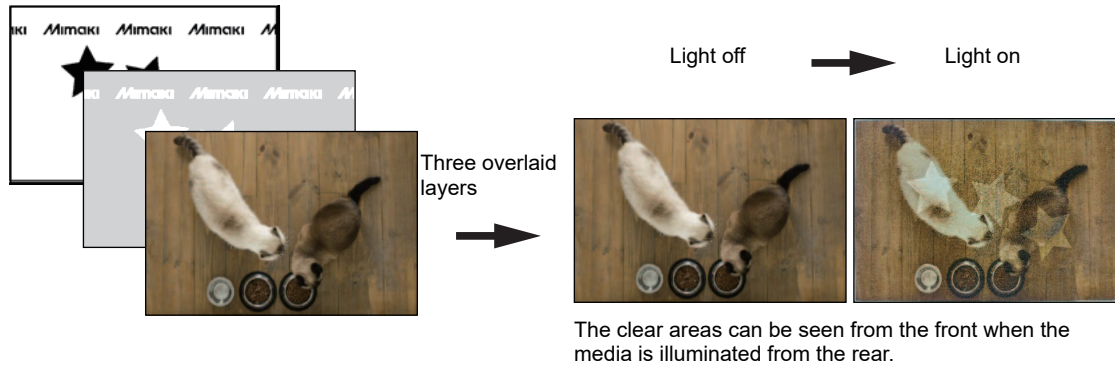 IKI Mimaki Mimaki Mimaki M
Mimaki Mimaki Mimaki M
Three overlaid
layers
Light off
Light on
The clear areas can be seen from the front when the
media is illuminated from the rear.